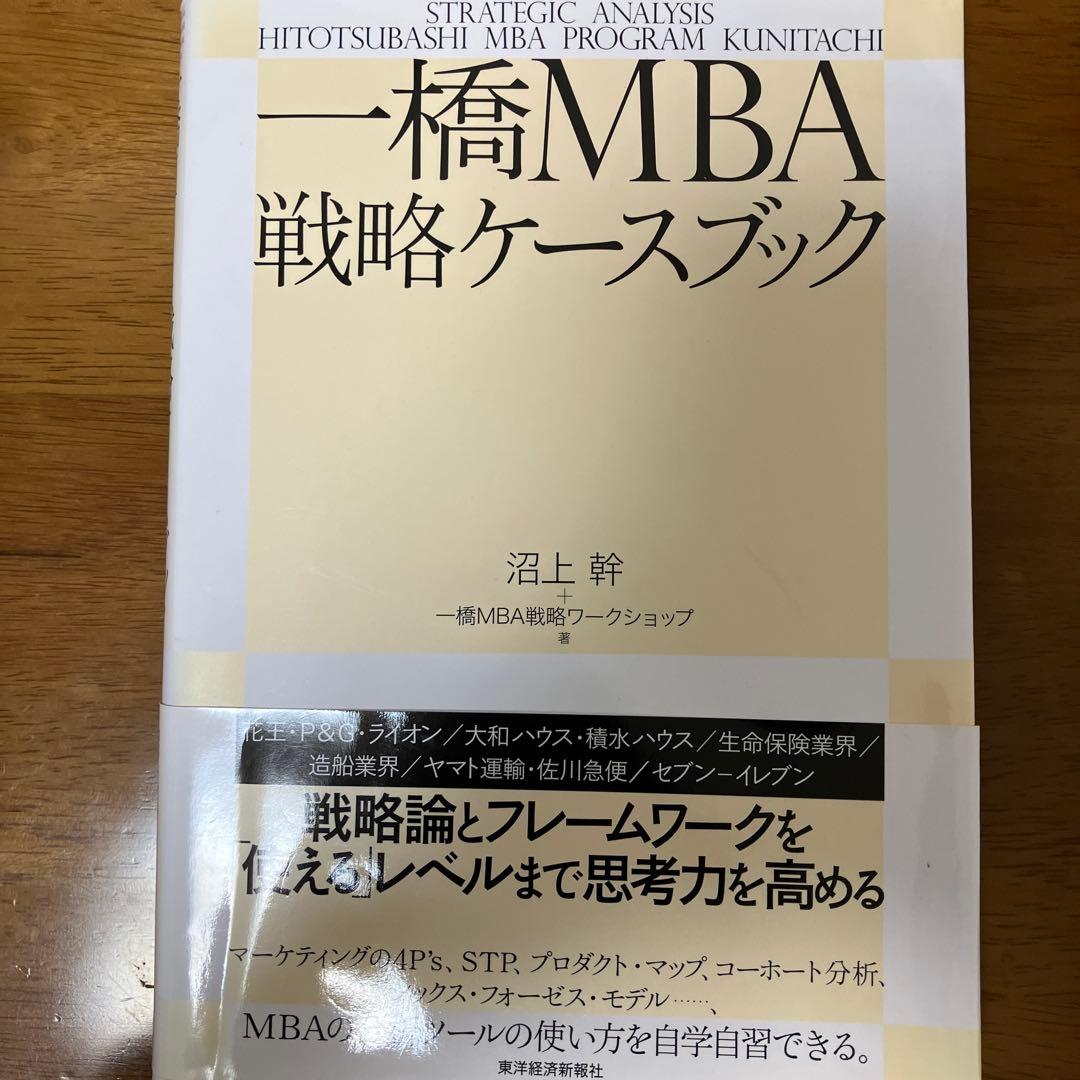 STRATEGIC ANALYSIS
HITOTSUBASHI MBA PROGRAM KUNITACHI
一橋MBA
戦略ケースブック
沼上 幹
+
一橋MBA戦略ワークショップ
著
花王・P&G・ライオン／大和ハウス・積水ハウス／生命保険業界／
造船業界／ヤマト運輸・佐川急便／セブン-イレブン
戦略論とフレームワークを
「使える」レベルまで思考力を高める
マーケティングの4P's、STP、プロダクト・マップ、コーホート分析、
ックス・フォーゼス・モデル……、
MBAの ツールの使い方を自学自習できる。
東洋経済新報社